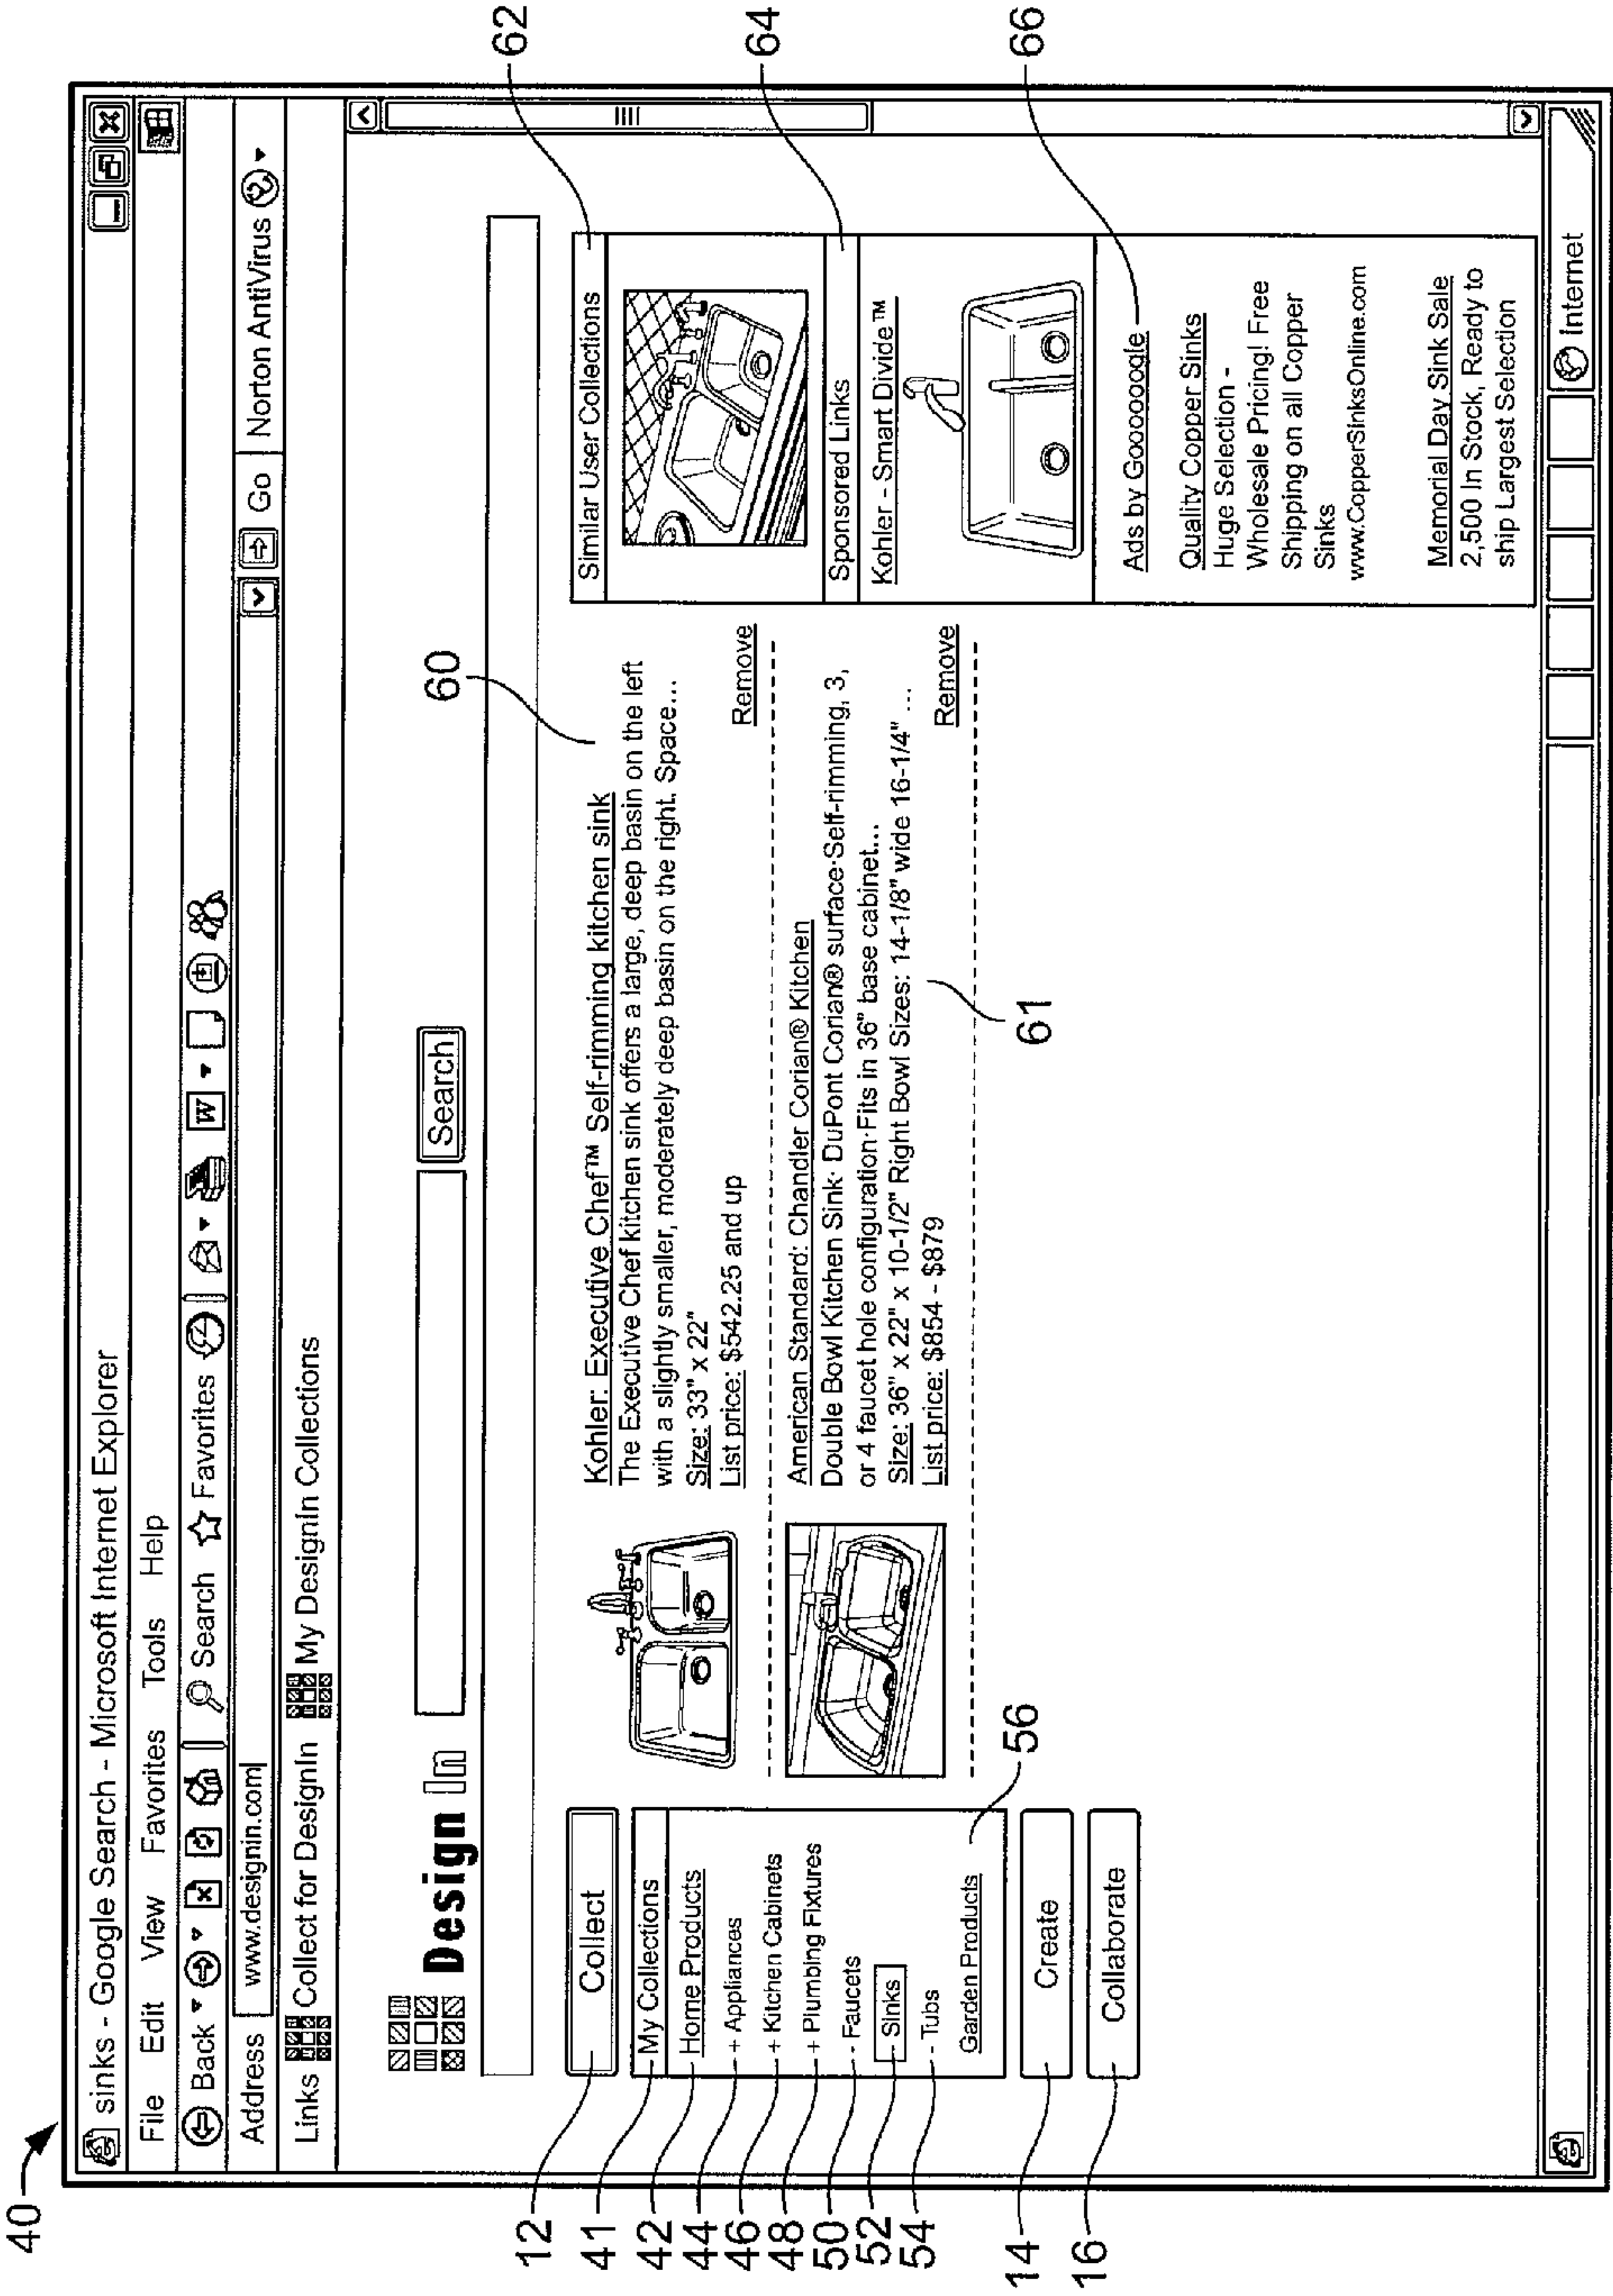 40
sinks - Google Search - Microsoft Internet Explorer
File Edit View Favorites Tools Help
Back Search Favorites W
Address www.designin.com Go Norton AntiVirus
Links Collect for DesignIn My DesignIn Collections
Design In Search
12 Collect
41 My Collections
42 Home Products
44 + Appliances
46 + Kitchen Cabinets
48 + Plumbing Fixtures
50 - Faucets
52 - Sinks
54 - Tubs
Garden Products 56
14 Create
16 Collaborate
60
Kohler: Executive Chef™ Self-rimming kitchen sink
The Executive Chef kitchen sink offers a large, deep basin on the left
with a slightly smaller, moderately deep basin on the right. Space...
Size: 33" x 22"
List price: $542.25 and up Remove
American Standard: Chandler Corian® Kitchen
Double Bowl Kitchen Sink· DuPont Corian® surface·Self-rimming, 3,
or 4 faucet hole configuration·Fits in 36" base cabinet...
Size: 36" x 22" x 10-1/2" Right Bowl Sizes: 14-1/8" wide 16-1/4" ...
List price: $854 - $879 Remove
61
Similar User Collections 62
Sponsored Links 64
Kohler - Smart Divide™
Ads by Goooooogle 66
Quality Copper Sinks
Huge Selection -
Wholesale Pricing! Free
Shipping on all Copper
Sinks
www.CopperSinksOnline.com
Memorial Day Sink Sale
2,500 In Stock, Ready to
ship Largest Selection
Internet